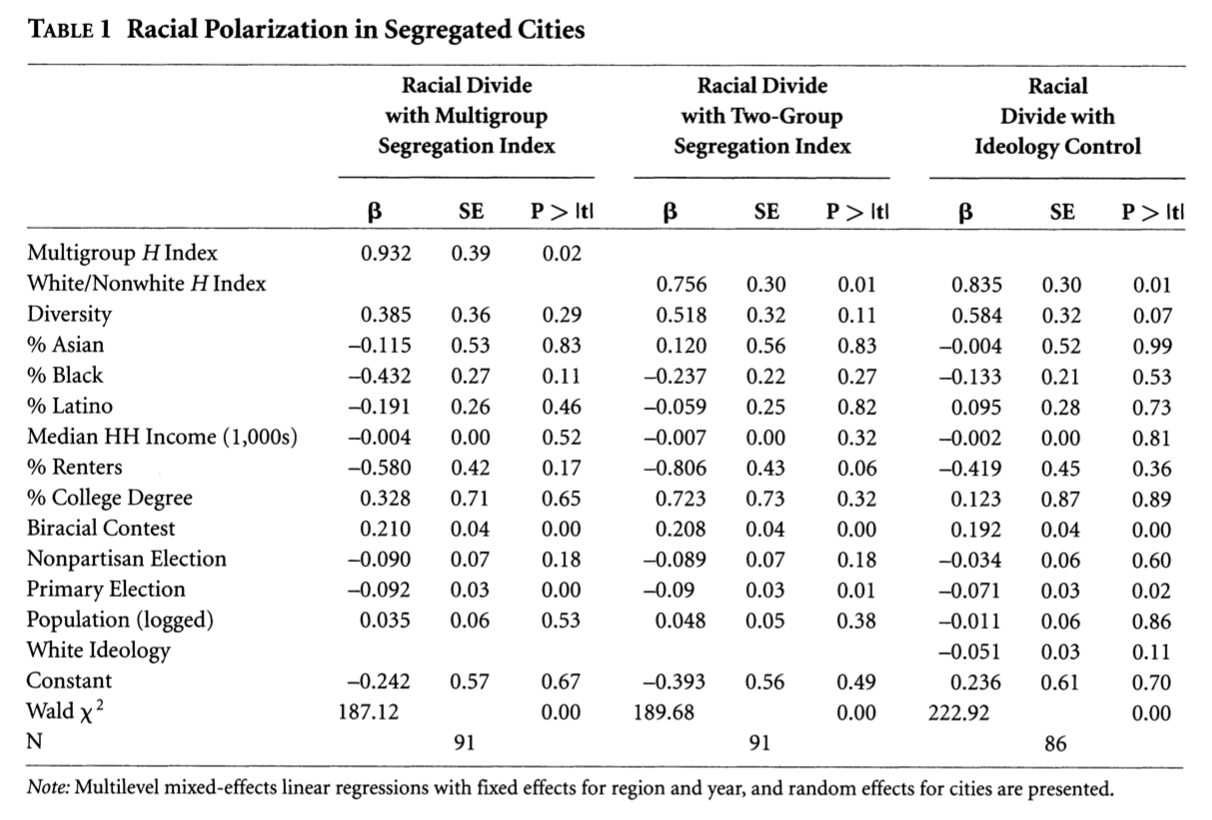 TABLE 1 Racial Polarization in Segregated Cities
Racial Divide with Multigroup Segregation Index Racial Divide with Two-Group Segregation Index Racial Divide with Ideology Control
β SE P > |t| β SE P > |t| β SE P > |t|
Multigroup H Index 0.932 0.39 0.02
White/Nonwhite H Index 0.756 0.30 0.01 0.835 0.30 0.01
Diversity 0.385 0.36 0.29 0.518 0.32 0.11 0.584 0.32 0.07
% Asian −0.115 0.53 0.83 0.120 0.56 0.83 −0.004 0.52 0.99
% Black −0.432 0.27 0.11 −0.237 0.22 0.27 −0.133 0.21 0.53
% Latino −0.191 0.26 0.46 −0.059 0.25 0.82 0.095 0.28 0.73
Median HH Income (1,000s) −0.004 0.00 0.52 −0.007 0.00 0.32 −0.002 0.00 0.81
% Renters −0.580 0.42 0.17 −0.806 0.43 0.06 −0.419 0.45 0.36
% College Degree 0.328 0.71 0.65 0.723 0.73 0.32 0.123 0.87 0.89
Biracial Contest 0.210 0.04 0.00 0.208 0.04 0.00 0.192 0.04 0.00
Nonpartisan Election −0.090 0.07 0.18 −0.089 0.07 0.18 −0.034 0.06 0.60
Primary Election −0.092 0.03 0.00 −0.09 0.03 0.01 −0.071 0.03 0.02
Population (logged) 0.035 0.06 0.53 0.048 0.05 0.38 −0.011 0.06 0.86
White Ideology −0.051 0.03 0.11
Constant −0.242 0.57 0.67 −0.393 0.56 0.49 0.236 0.61 0.70
Wald χ² 187.12 0.00 189.68 0.00 222.92 0.00
N 91 91 86
Note: Multilevel mixed-effects linear regressions with fixed effects for region and year, and random effects for cities are presented.